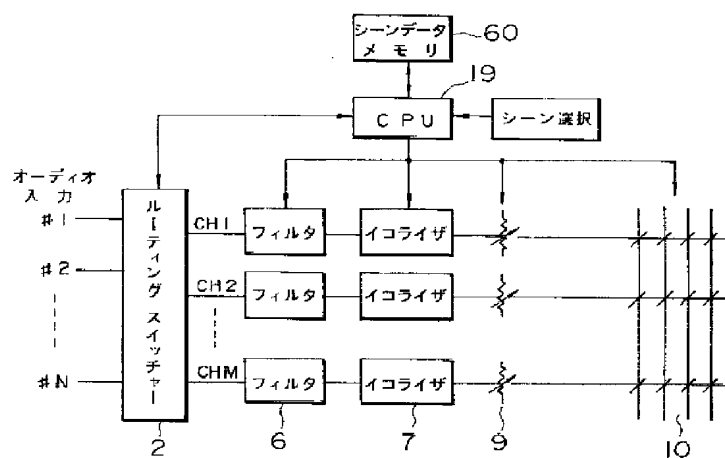 シーンデータ
メモリ
60
19
CPU
シーン選択
オーディオ
入力
#1
#2
#N
ルーティングスイッチャー
CH1
フィルタ
イコライザ
CH2
フィルタ
イコライザ
CHM
フィルタ
イコライザ
2
6
7
9
10